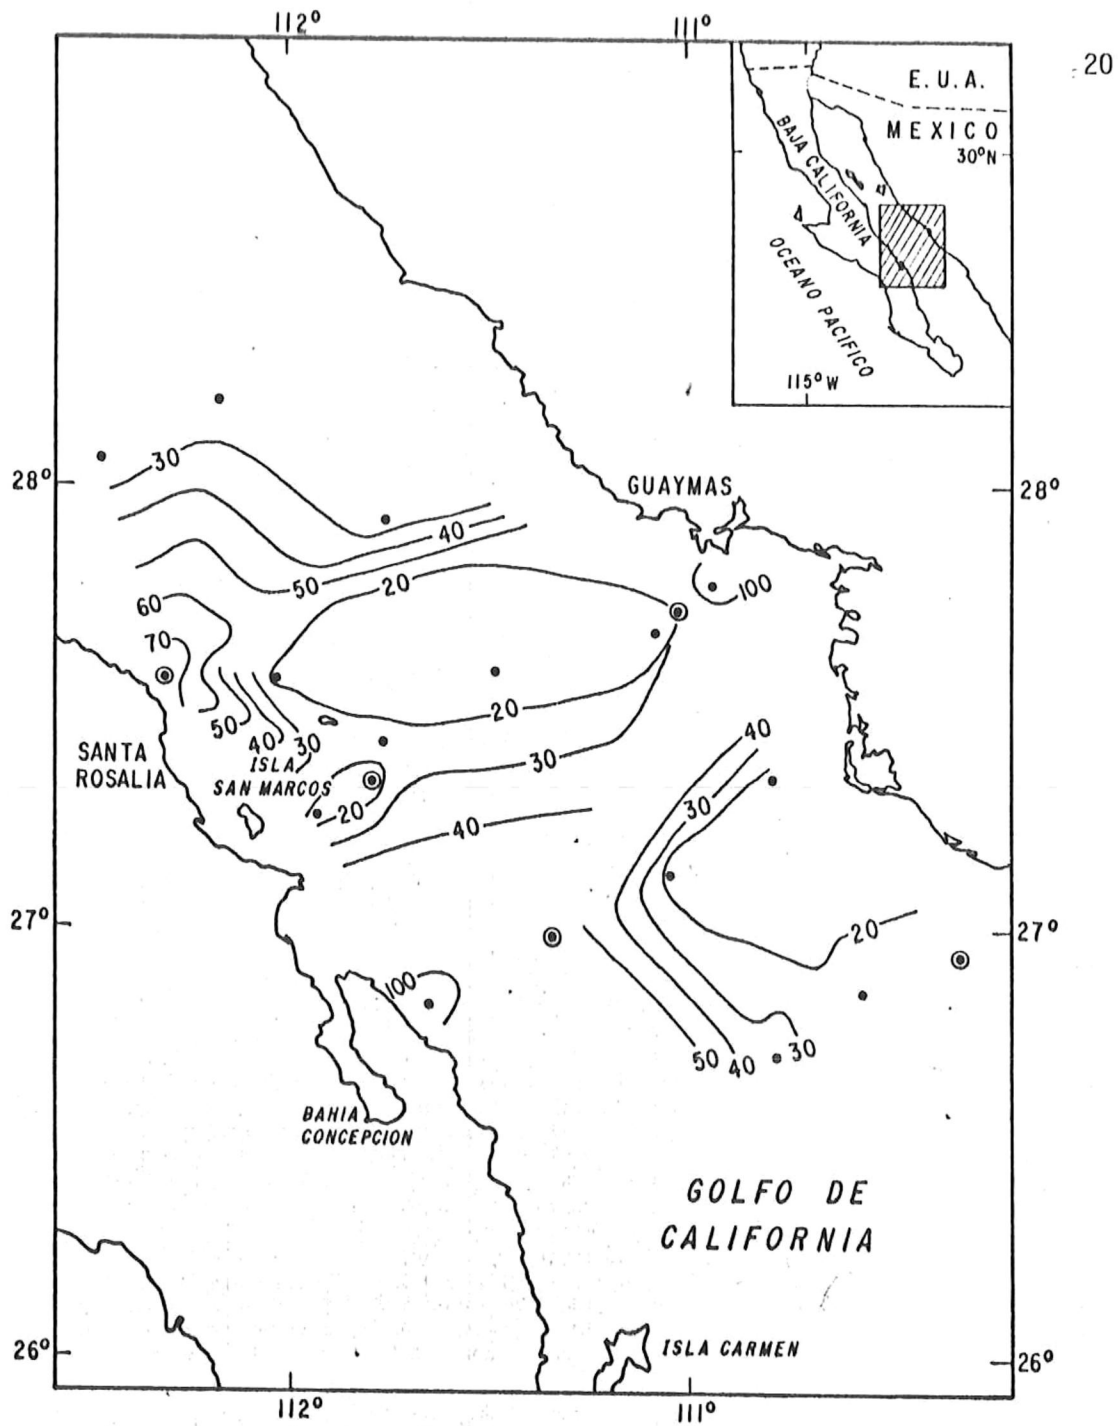 112°
111°
20
E. U. A.
MEXICO
30°N
BAJA CALIFORNIA
OCEANO PACIFICO
115° W
28°
28°
GUAYMAS
30
40
50
20
100
60
70
20
50
40
30
30
40
SANTA
ROSALIA
ISLA
SAN MARCOS
20
40
30
27°
27°
20
100
50
40
30
BAHIA
CONCEPCION
GOLFO DE
CALIFORNIA
26°
26°
ISLA CARMEN
112°
111°